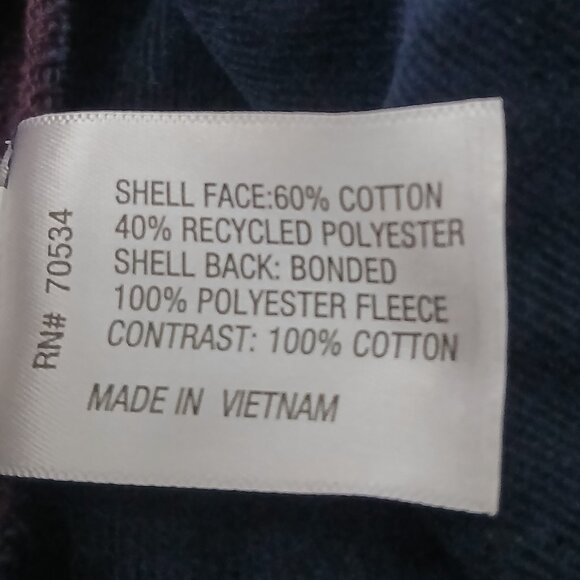 SHELL FACE:60% COTTON
40% RECYCLED POLYESTER
SHELL BACK: BONDED
100% POLYESTER FLEECE
CONTRAST: 100% COTTON
MADE IN VIETNAM
RN# 70534